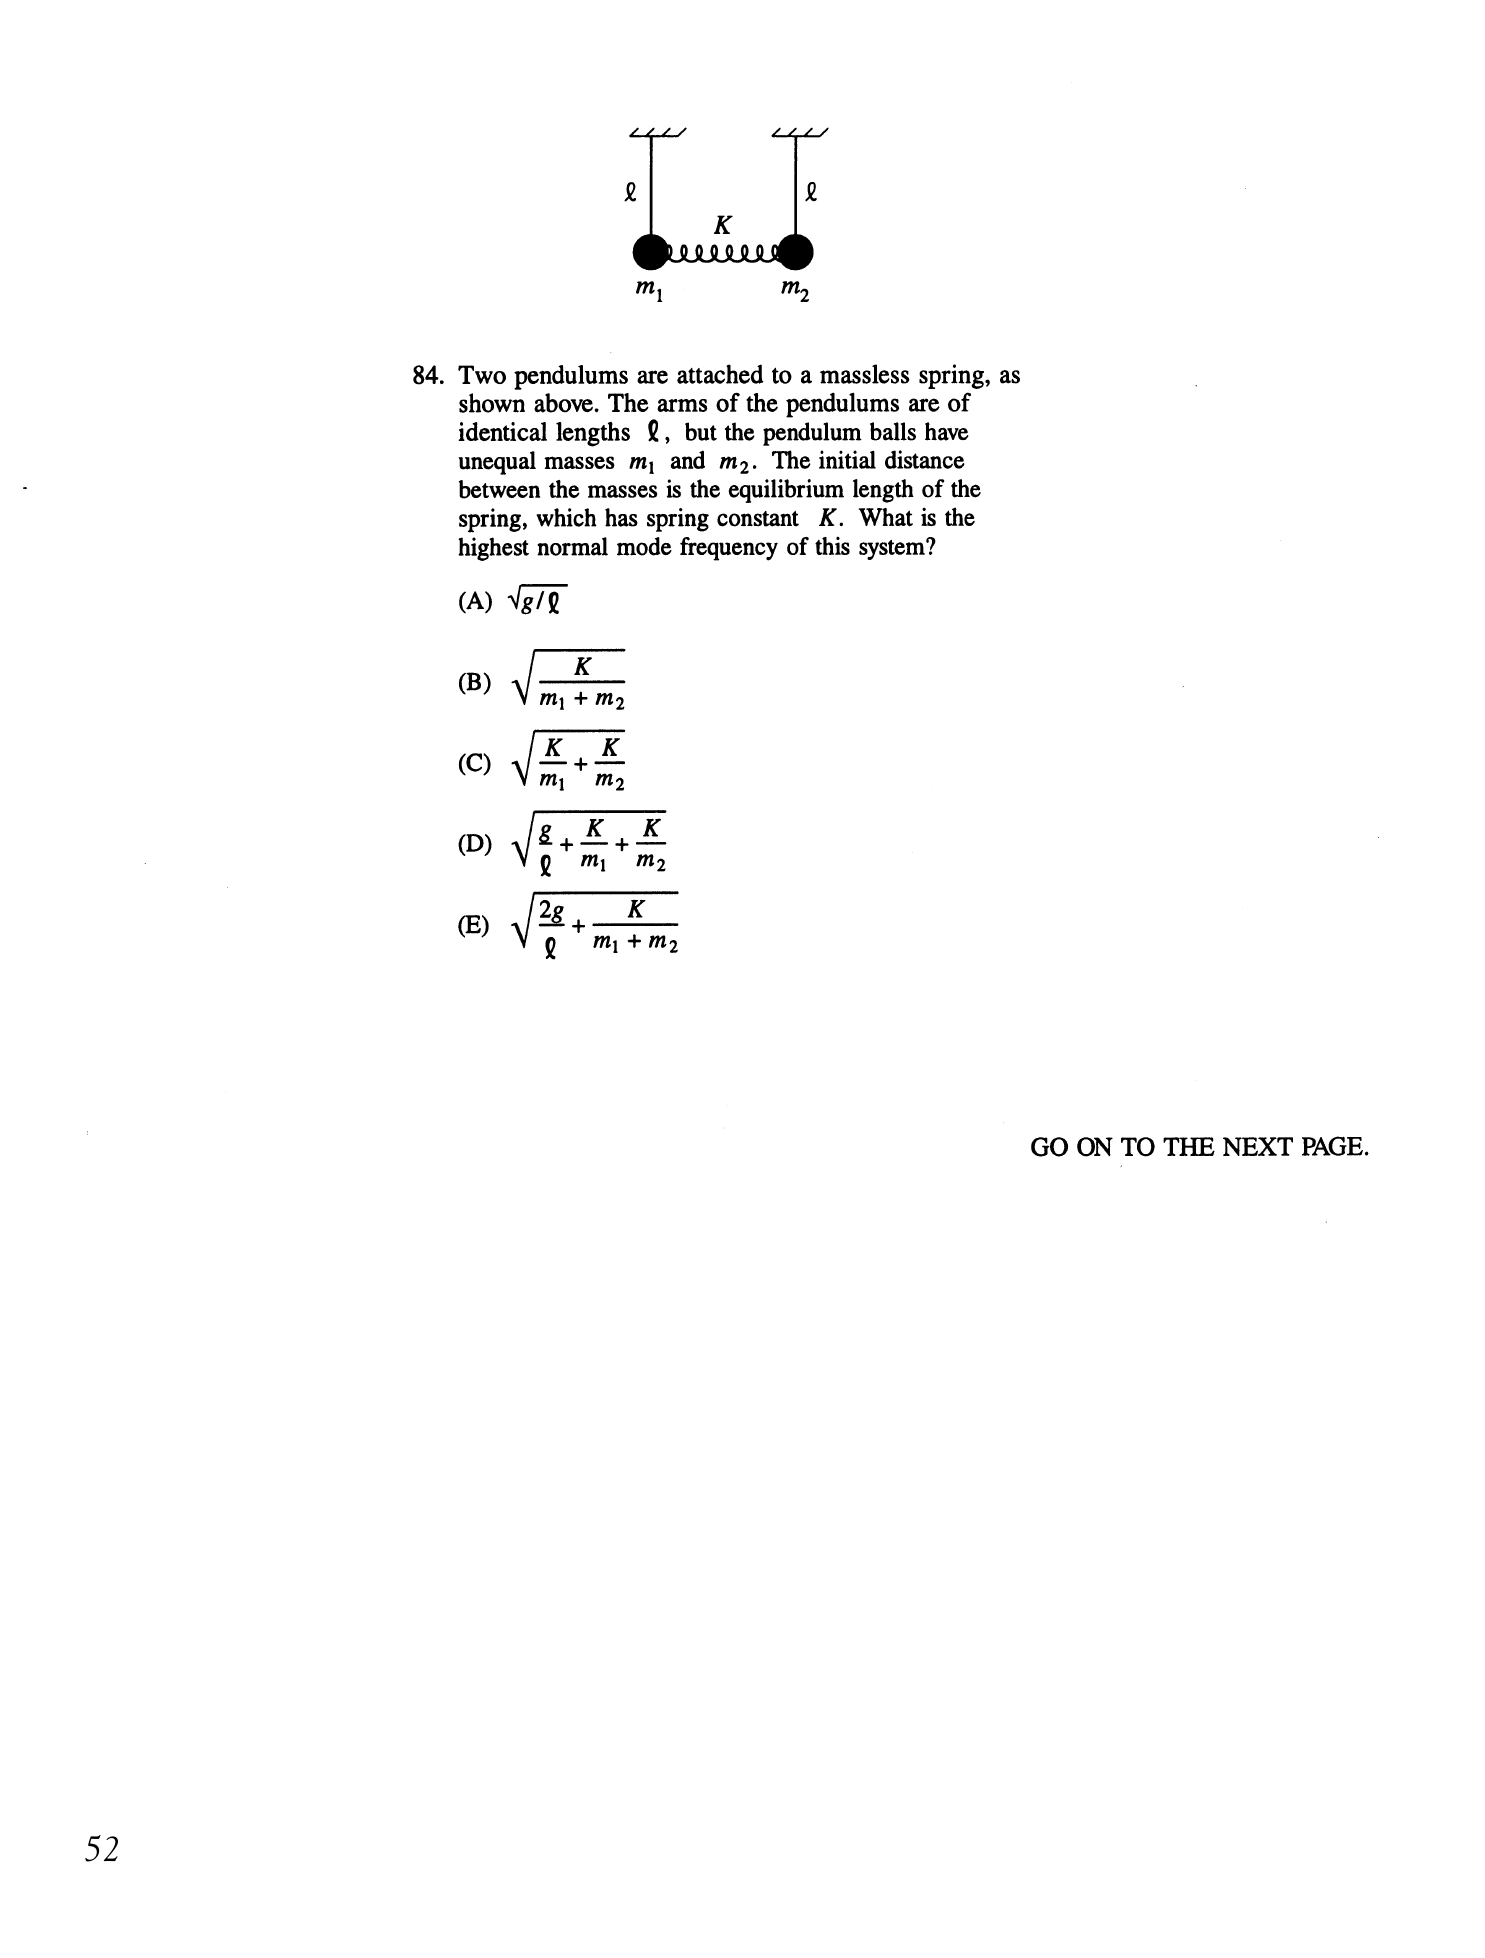 ℓ ℓ
K
m₁ m₂
84. Two pendulums are attached to a massless spring, as
shown above. The arms of the pendulums are of
identical lengths ℓ, but the pendulum balls have
unequal masses m₁ and m₂. The initial distance
between the masses is the equilibrium length of the
spring, which has spring constant K. What is the
highest normal mode frequency of this system?
(A) √(g/ℓ)
(B) √(K/(m₁ + m₂))
(C) √(K/m₁ + K/m₂)
(D) √(g/ℓ + K/m₁ + K/m₂)
(E) √(2g/ℓ + K/(m₁ + m₂))
GO ON TO THE NEXT PAGE.
52